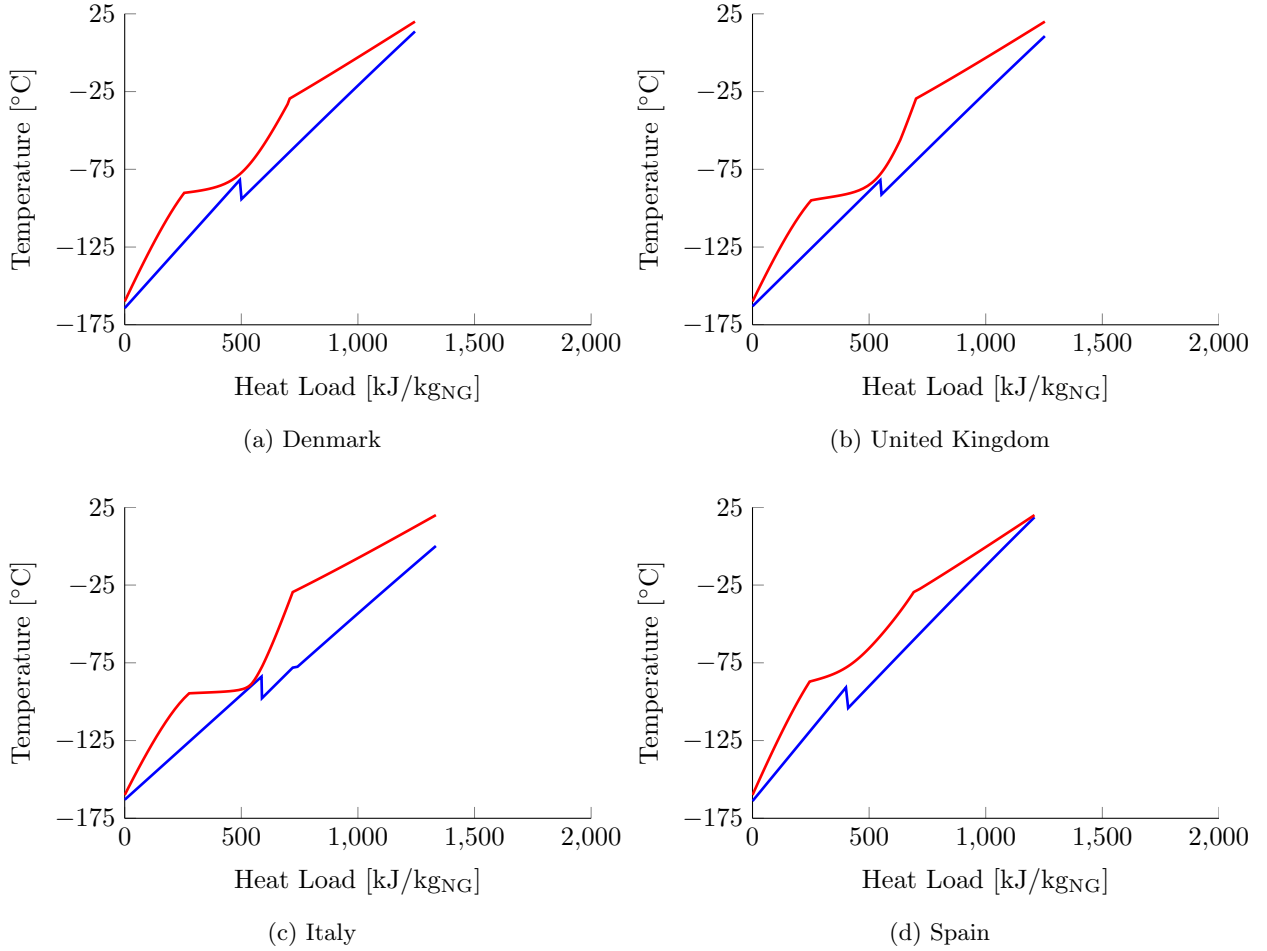 25
−25
−75
−125
−175
Temperature [°C]
0 500 1,000 1,500 2,000
Heat Load [kJ/kgNG]
(a) Denmark
25
−25
−75
−125
−175
Temperature [°C]
0 500 1,000 1,500 2,000
Heat Load [kJ/kgNG]
(b) United Kingdom
25
−25
−75
−125
−175
Temperature [°C]
0 500 1,000 1,500 2,000
Heat Load [kJ/kgNG]
(c) Italy
25
−25
−75
−125
−175
Temperature [°C]
0 500 1,000 1,500 2,000
Heat Load [kJ/kgNG]
(d) Spain